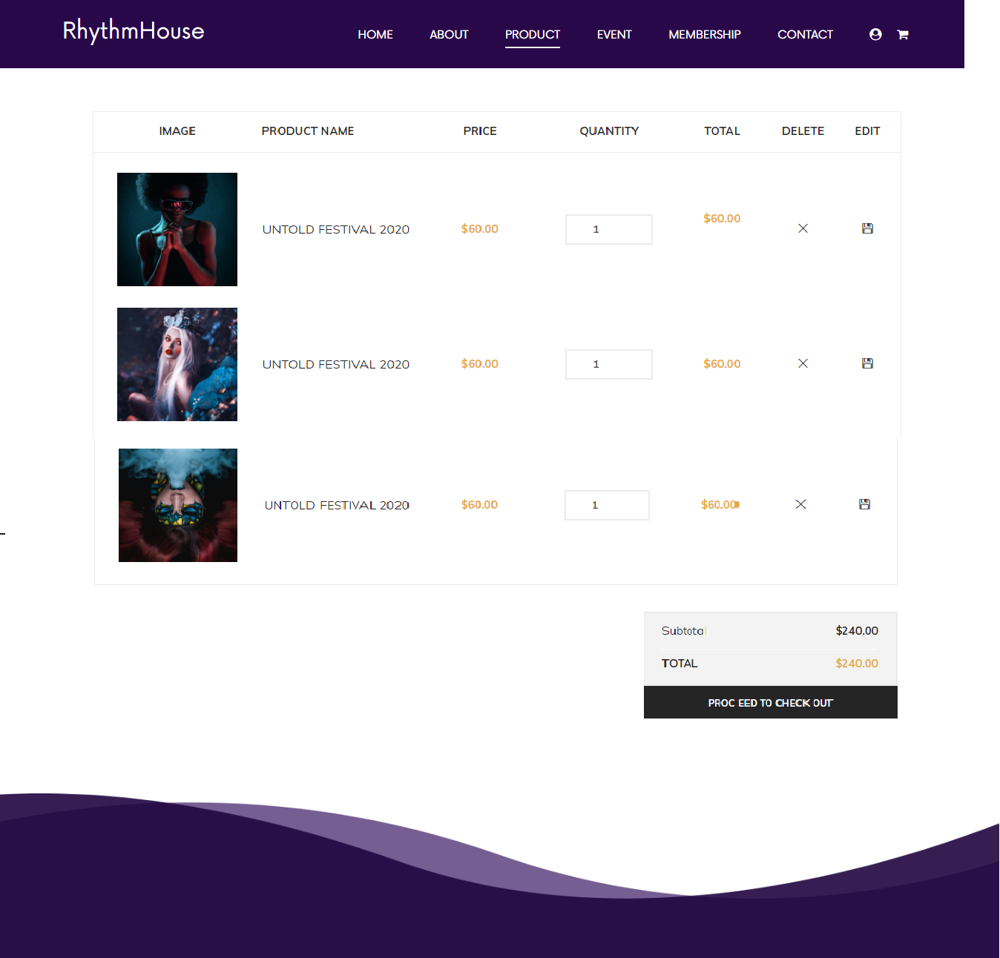 RhythmHouse HOME ABOUT PRODUCT EVENT MEMBERSHIP CONTACT
IMAGE PRODUCT NAME PRICE QUANTITY TOTAL DELETE EDIT
UNTOLD FESTIVAL 2020 $60.00 1 $60.00
UNTOLD FESTIVAL 2020 $60.00 1 $60.00
UNTOLD FESTIVAL 2020 $60.00 1 $60.00
Subtotal $240.00
TOTAL $240.00
PROC EED TO CHECK OUT